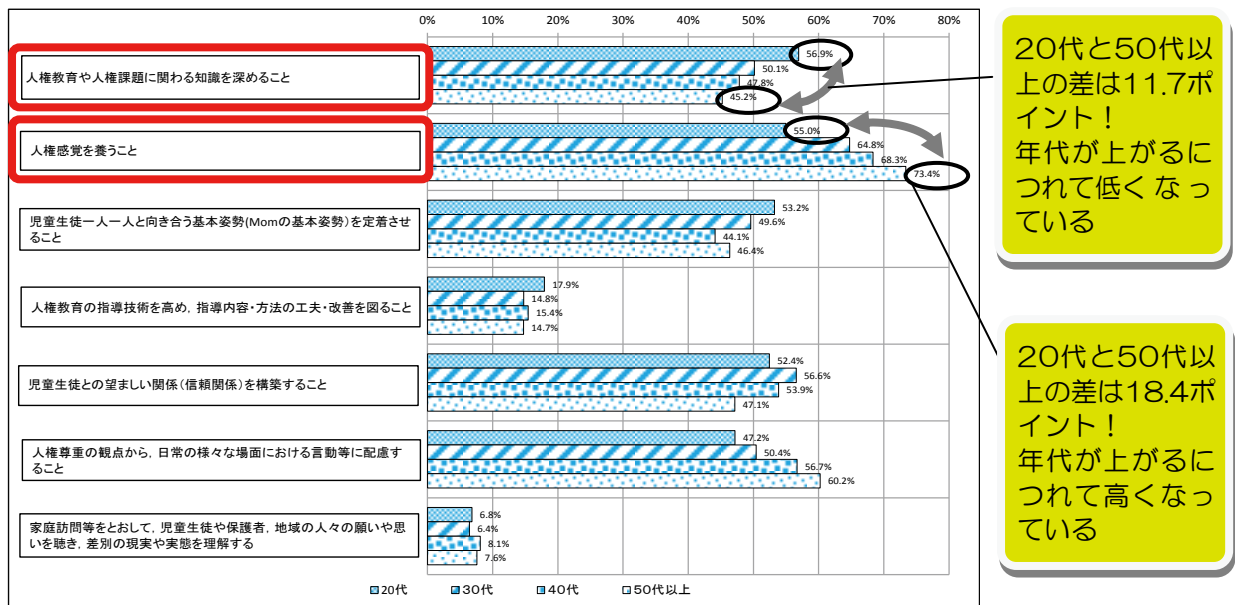 0% 10% 20% 30% 40% 50% 60% 70% 80%
人権教育や人権課題に関わる知識を深めること
56.9%
50.1%
47.8%
45.2%
人権感覚を養うこと
55.0%
64.8%
68.3%
73.4%
児童生徒一人一人と向き合う基本姿勢(Momの基本姿勢)を定着させ
ること
53.2%
49.6%
44.1%
46.4%
人権教育の指導技術を高め，指導内容・方法の工夫・改善を図ること
17.9%
14.8%
15.4%
14.7%
児童生徒との望ましい関係（信頼関係）を構築すること
52.4%
56.6%
53.9%
47.1%
人権尊重の観点から，日常の様々な場面における言動等に配慮す
ること
47.2%
50.4%
56.7%
60.2%
家庭訪問等をとおして，児童生徒や保護者，地域の人々の願いや思
いを聴き，差別の現実や実態を理解する
6.8%
6.4%
8.1%
7.6%
20代 30代 40代 50代以上
20代と50代以
上の差は11.7ポ
イント！
年代が上がるに
つれて低くなっ
ている
20代と50代以
上の差は18.4ポ
イント！
年代が上がるに
つれて高くなっ
ている